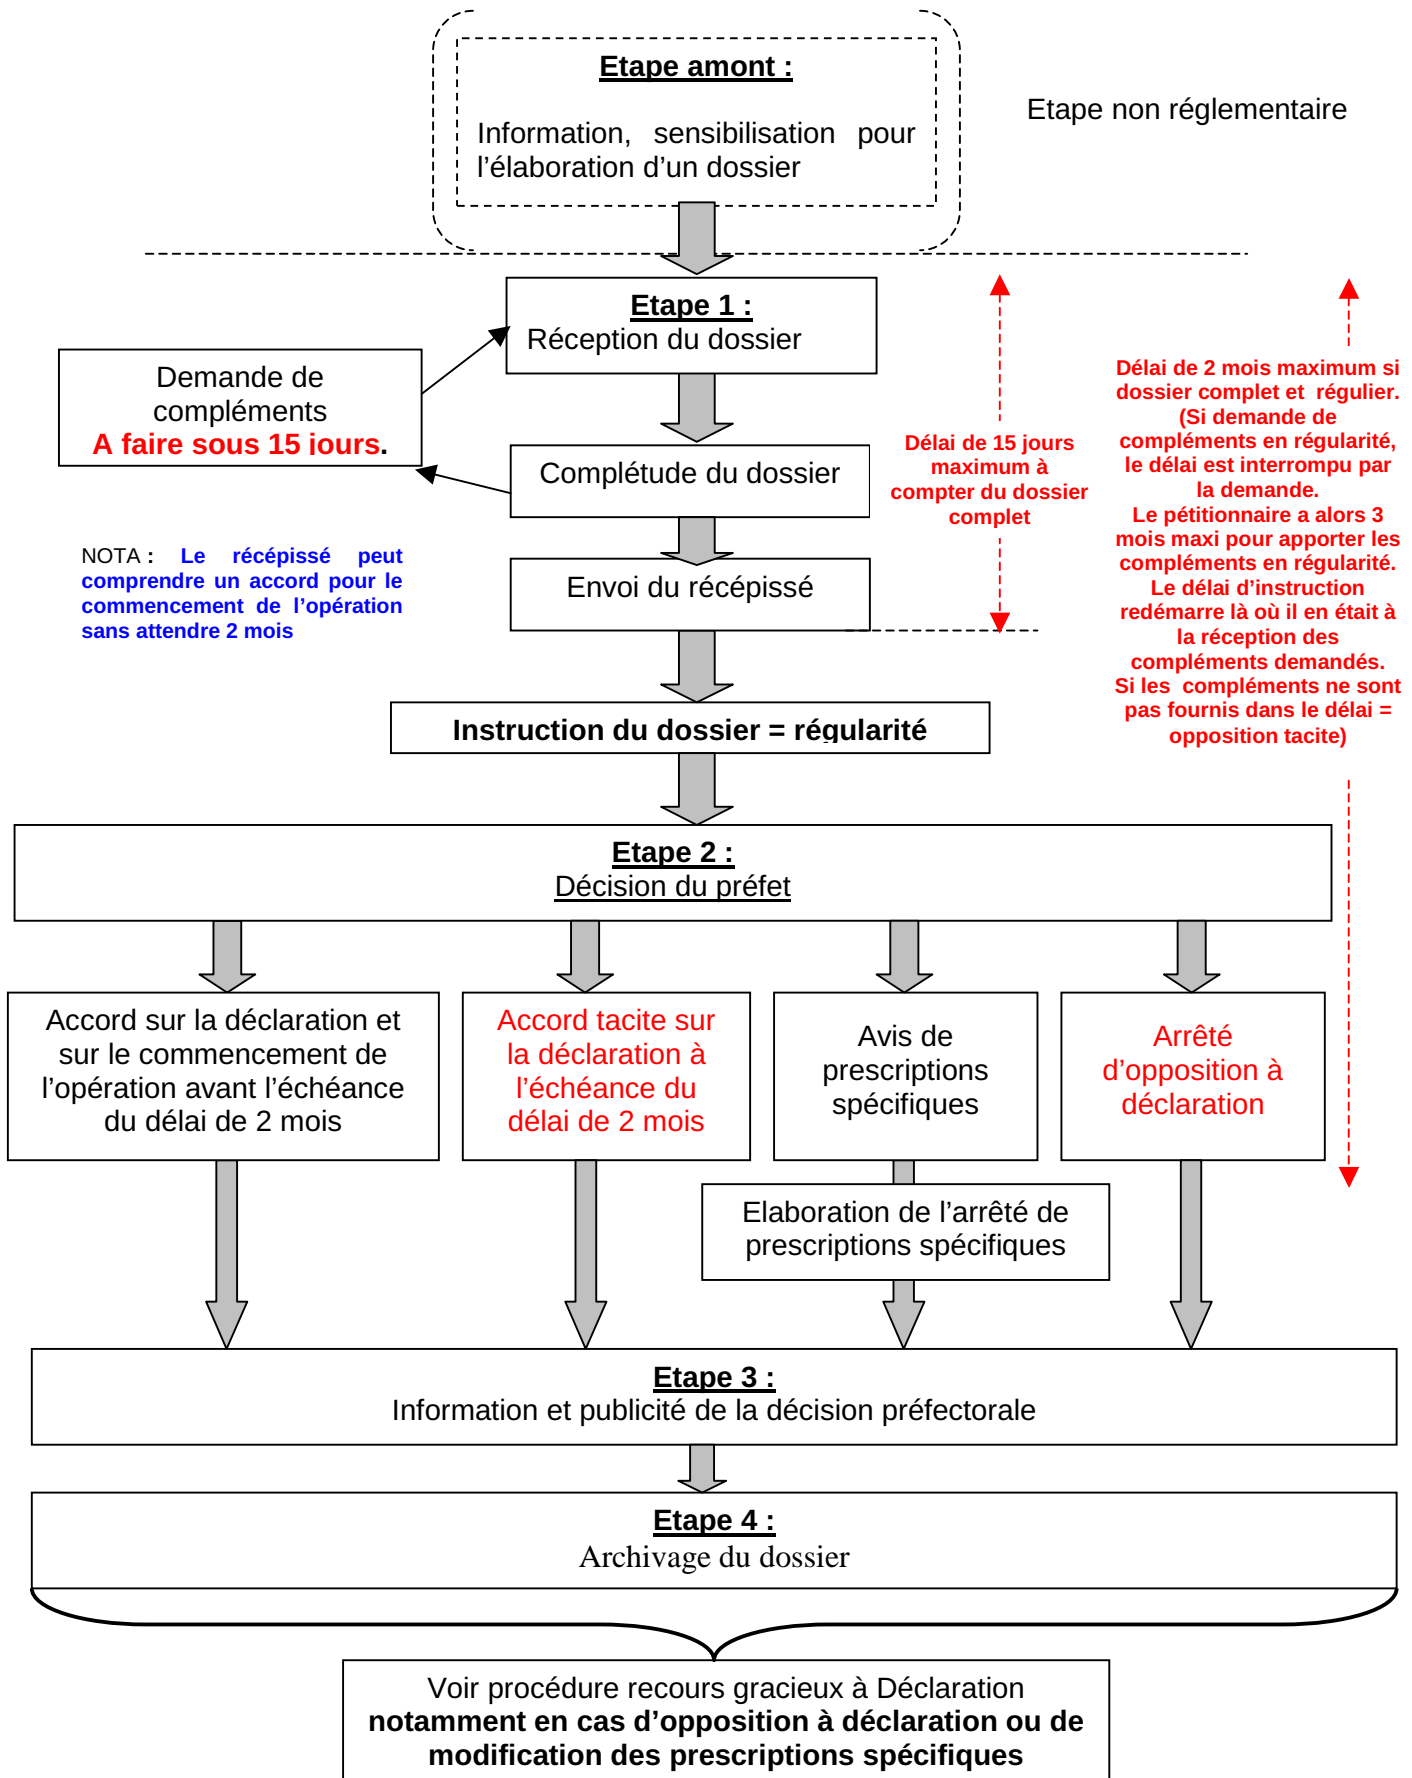 Etape amont :
Information, sensibilisation pour
l’élaboration d’un dossier
Etape non réglementaire
Etape 1 :
Réception du dossier
Demande de
compléments
A faire sous 15 jours.
Complétude du dossier
Délai de 15 jours
maximum à
compter du dossier
complet
Délai de 2 mois maximum si
dossier complet et régulier.
(Si demande de
compléments en régularité,
le délai est interrompu par
la demande.
Le pétitionnaire a alors 3
mois maxi pour apporter les
compléments en régularité.
Le délai d’instruction
redémarre là où il en était à
la réception des
compléments demandés.
Si les compléments ne sont
pas fournis dans le délai =
opposition tacite)
NOTA : Le récépissé peut
comprendre un accord pour le
commencement de l’opération
sans attendre 2 mois
Envoi du récépissé
Instruction du dossier = régularité
Etape 2 :
Décision du préfet
Accord sur la déclaration et
sur le commencement de
l’opération avant l’échéance
du délai de 2 mois
Accord tacite sur
la déclaration à
l’échéance du
délai de 2 mois
Avis de
prescriptions
spécifiques
Arrêté
d’opposition à
déclaration
Elaboration de l’arrêté de
prescriptions spécifiques
Etape 3 :
Information et publicité de la décision préfectorale
Etape 4 :
Archivage du dossier
Voir procédure recours gracieux à Déclaration
notamment en cas d’opposition à déclaration ou de
modification des prescriptions spécifiques